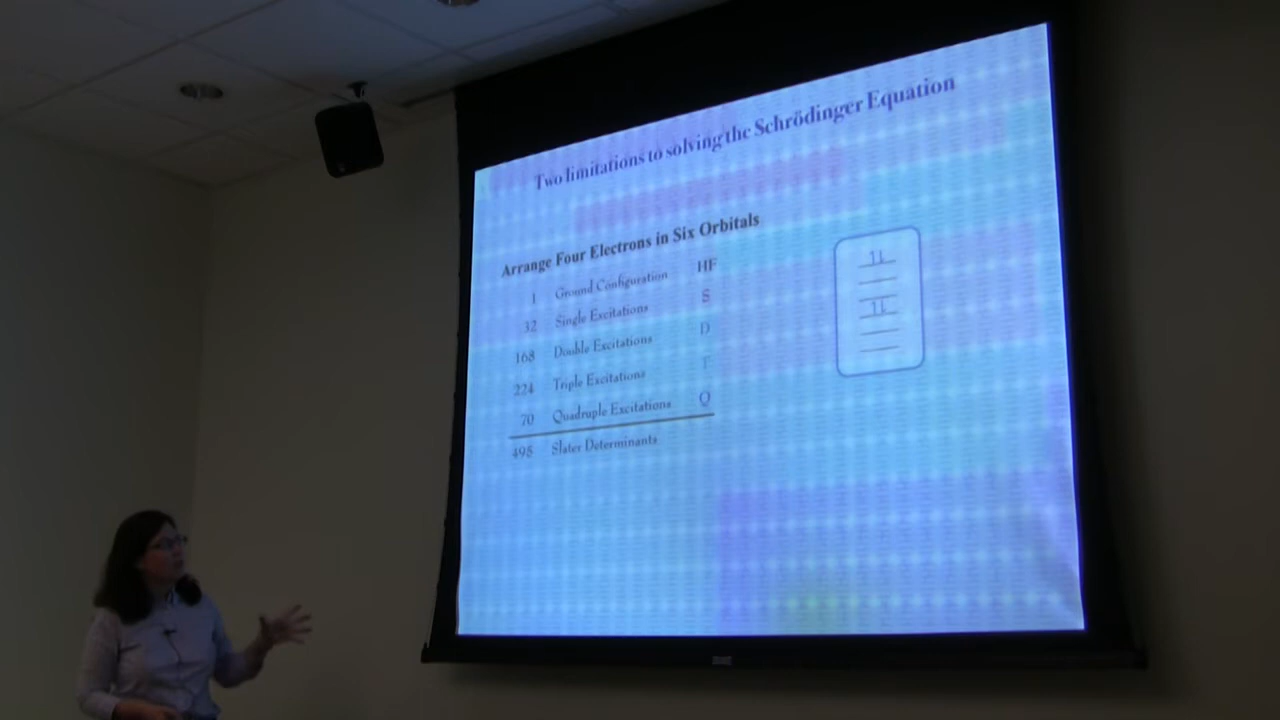 Two limitations to solving the Schrödinger Equation
Arrange Four Electrons in Six Orbitals
1 Ground Configuration HF
32 Single Excitations S
168 Double Excitations D
224 Triple Excitations T
70 Quadruple Excitations Q
495 Slater Determinants